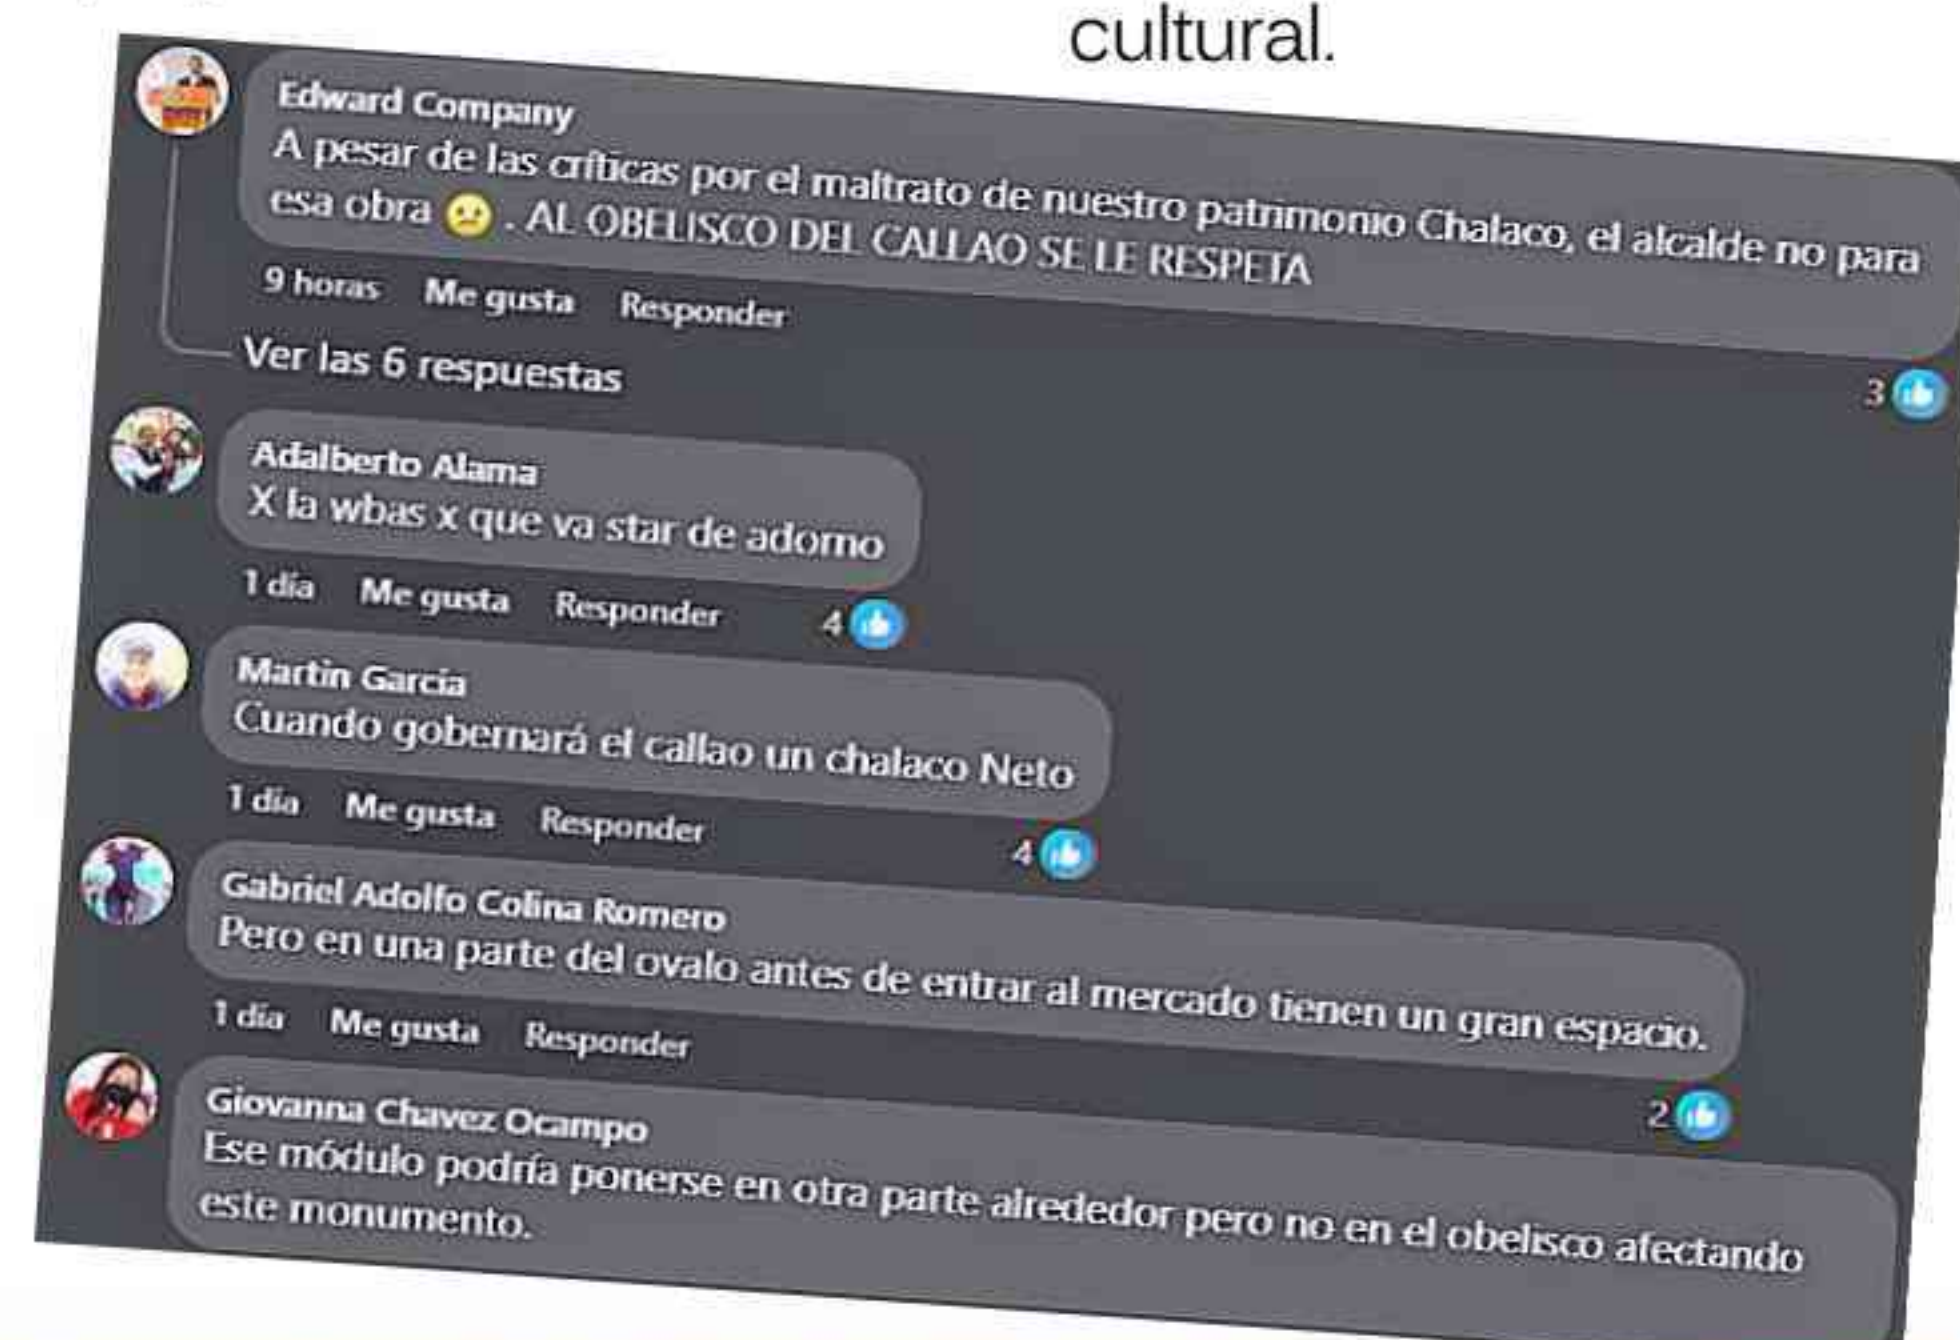 cultural.
Edward Company
A pesar de las críticas por el maltrato de nuestro patrimonio Chalaco, el alcalde no para
esa obra 😕 . AL OBELISCO DEL CALLAO SE LE RESPETA
9 horas Me gusta Responder
3
Ver las 6 respuestas
Adalberto Alama
X la wbas x que va star de adorno
1 día Me gusta Responder 4
Martin Garcia
Cuando gobernará el callao un chalaco Neto
1 día Me gusta Responder 4
Gabriel Adolfo Colina Romero
Pero en una parte del ovalo antes de entrar al mercado tienen un gran espacio.
1 día Me gusta Responder 2
Giovanna Chavez Ocampo
Ese módulo podría ponerse en otra parte alrededor pero no en el obelisco afectando
este monumento.